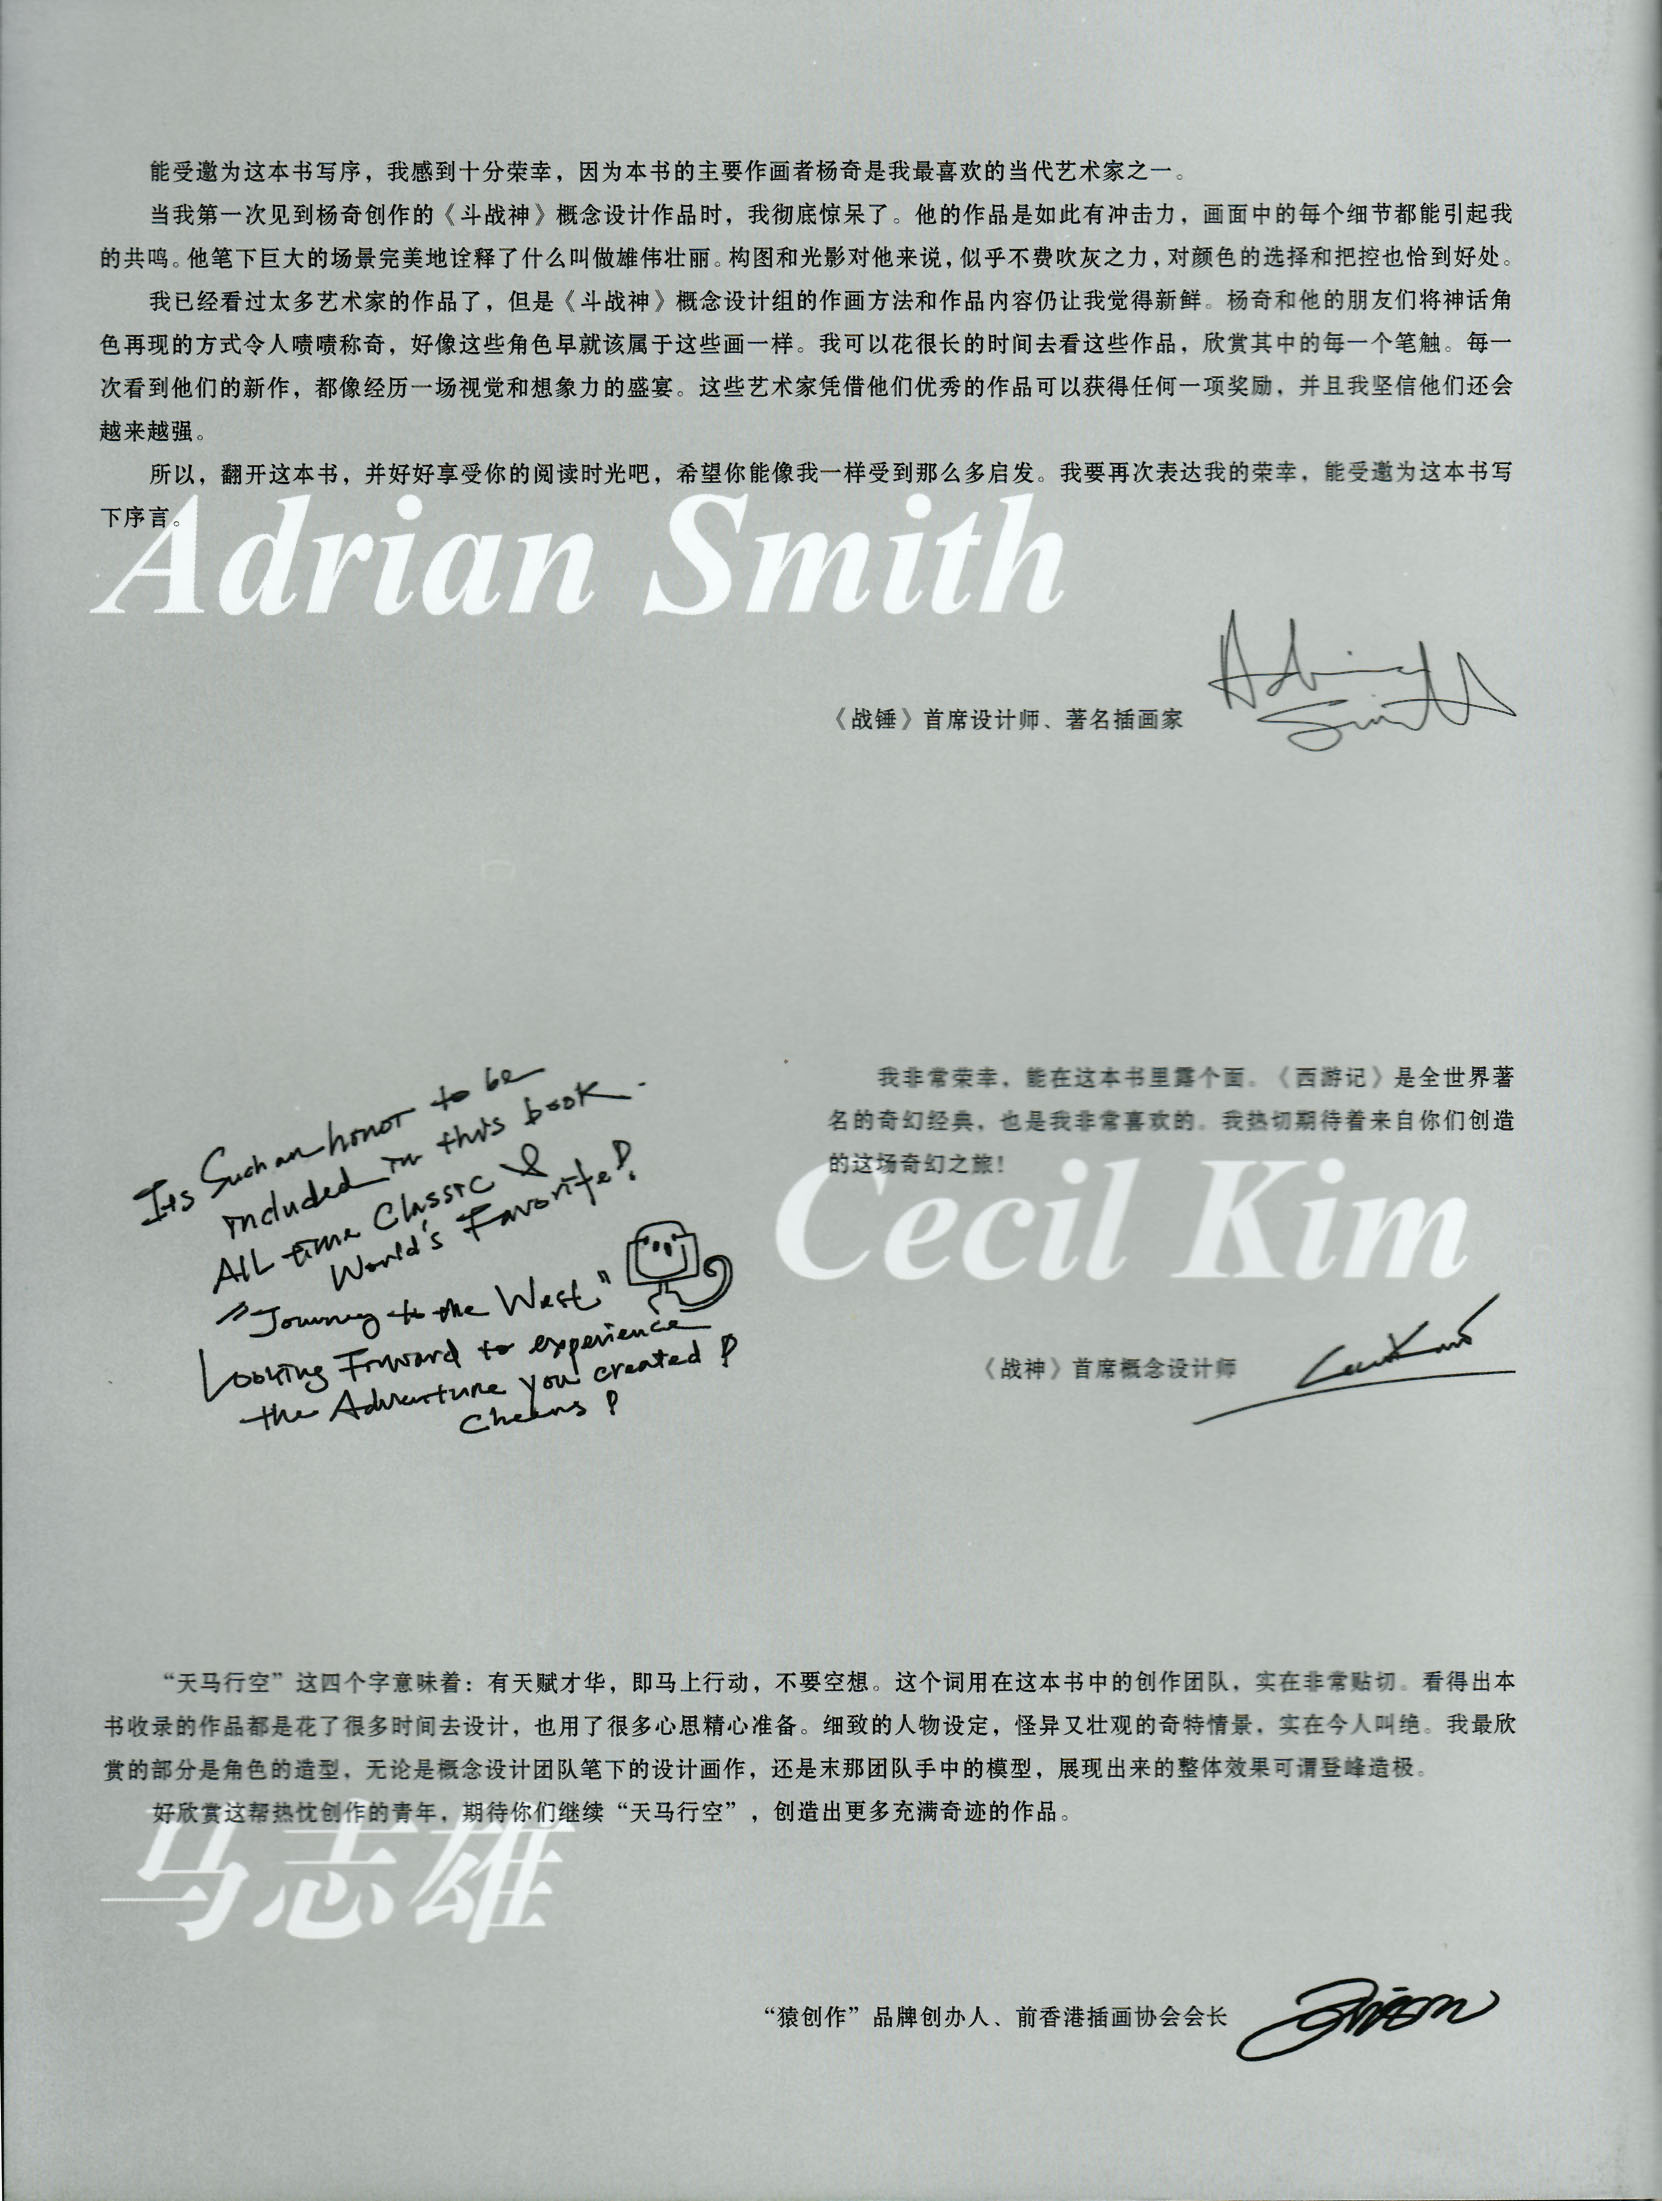 能受邀为这本书写序，我感到十分荣幸，因为本书的主要作画者杨奇是我最喜欢的当代艺术家之一。
当我第一次见到杨奇创作的《斗战神》概念设计作品时，我彻底惊呆了。他的作品是如此有冲击力，画面中的每个细节都能引起我
的共鸣。他笔下巨大的场景完美地诠释了什么叫做雄伟壮丽。构图和光影对他来说，似乎不费吹灰之力，对颜色的选择和把控也恰到好处。
我已经看过太多艺术家的作品了，但是《斗战神》概念设计组的作画方法和作品内容仍让我觉得新鲜。杨奇和他的朋友们将神话角
色再现的方式令人啧啧称奇，好像这些角色早就该属于这些画一样。我可以花很长的时间去看这些作品，欣赏其中的每一个笔触。每一
次看到他们的新作，都像经历一场视觉和想象力的盛宴。这些艺术家凭借他们优秀的作品可以获得任何一项奖励，并且我坚信他们还会
越来越强。
所以，翻开这本书，并好好享受你的阅读时光吧，希望你能像我一样受到那么多启发。我要再次表达我的荣幸，能受邀为这本书写
下序言。
Adrian Smith
Adrian
Smith
《战锤》首席设计师、著名插画家
Its Such an honor to be
included in this book.
All time Classic &
World's Favorite!
"Journey to the West"
Looking Forward to experience
the Adventure you created!
Cheers!
我非常荣幸，能在这本书里露个面。《西游记》是全世界著
名的奇幻经典，也是我非常喜欢的。我热切期待着来自你们创造
的这场奇幻之旅！
Cecil Kim
《战神》首席概念设计师
“天马行空”这四个字意味着：有天赋才华，即马上行动，不要空想。这个词用在这本书中的创作团队，实在非常贴切。看得出本
书收录的作品都是花了很多时间去设计，也用了很多心思精心准备。细致的人物设定，怪异又壮观的奇特情景，实在令人叫绝。我最欣
赏的部分是角色的造型，无论是概念设计团队笔下的设计画作，还是末那团队手中的模型，展现出来的整体效果可谓登峰造极。
好欣赏这帮热忱创作的青年，期待你们继续“天马行空”，创造出更多充满奇迹的作品。
马志雄
“猿创作”品牌创办人、前香港插画协会会长